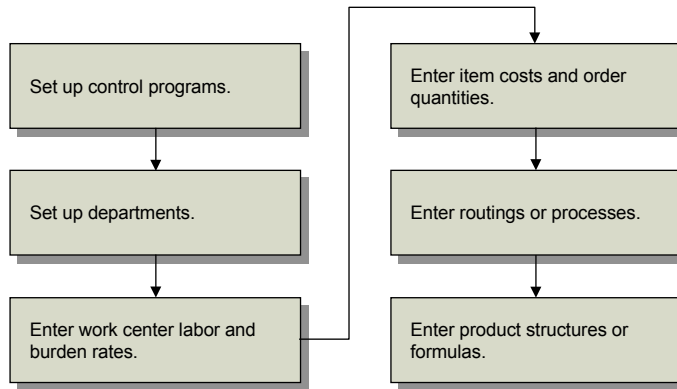 Set up control programs.
Set up departments.
Enter work center labor and
burden rates.
Enter item costs and order
quantities.
Enter routings or processes.
Enter product structures or
formulas.